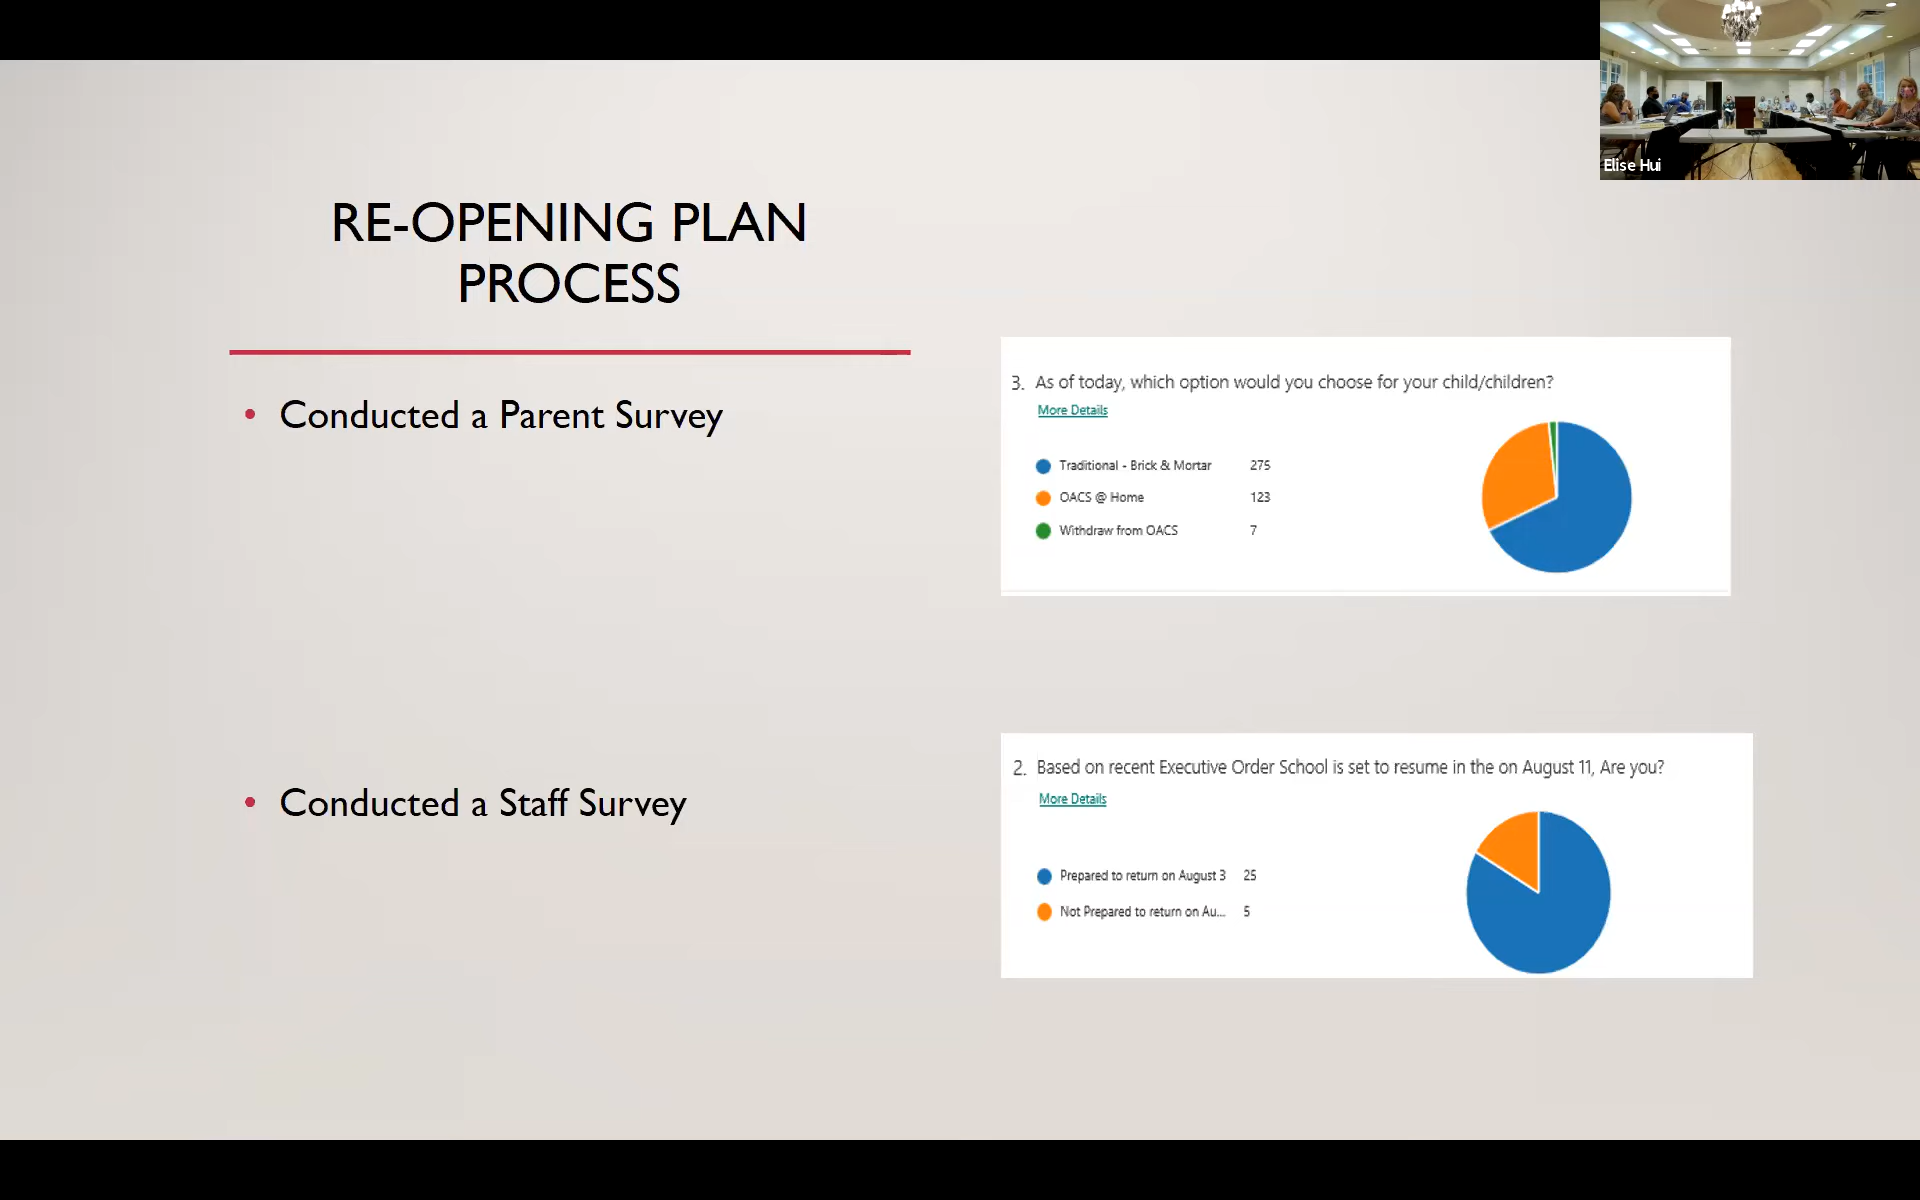 Elise Hui
RE-OPENING PLAN
PROCESS
• Conducted a Parent Survey
3. As of today, which option would you choose for your child/children?
More Details
Traditional - Brick & Mortar 275
OACS @ Home 123
Withdraw from OACS 7
• Conducted a Staff Survey
2. Based on recent Executive Order School is set to resume in the on August 11, Are you?
More Details
Prepared to return on August 3 25
Not Prepared to return on Au... 5